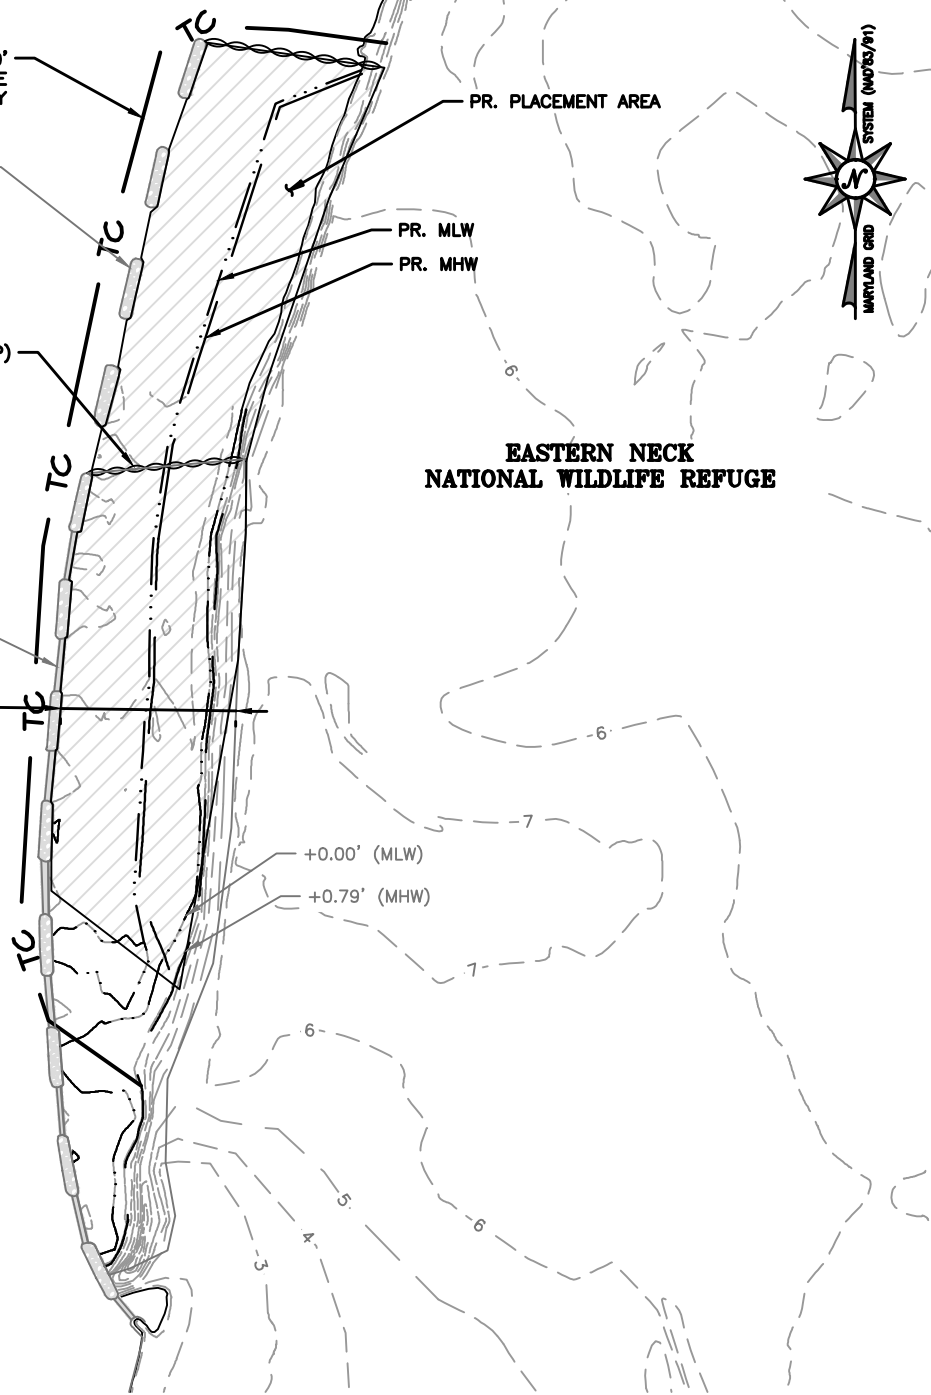 TC
PR. PLACEMENT AREA
SYSTEM (NAD'83/91)
N
MARYLAND GRID
TC
PR. MLW
PR. MHW
6
EASTERN NECK
NATIONAL WILDLIFE REFUGE
TC
TC
6
7
+0.00' (MLW)
+0.79' (MHW)
TC
7
6
5
6
4
3